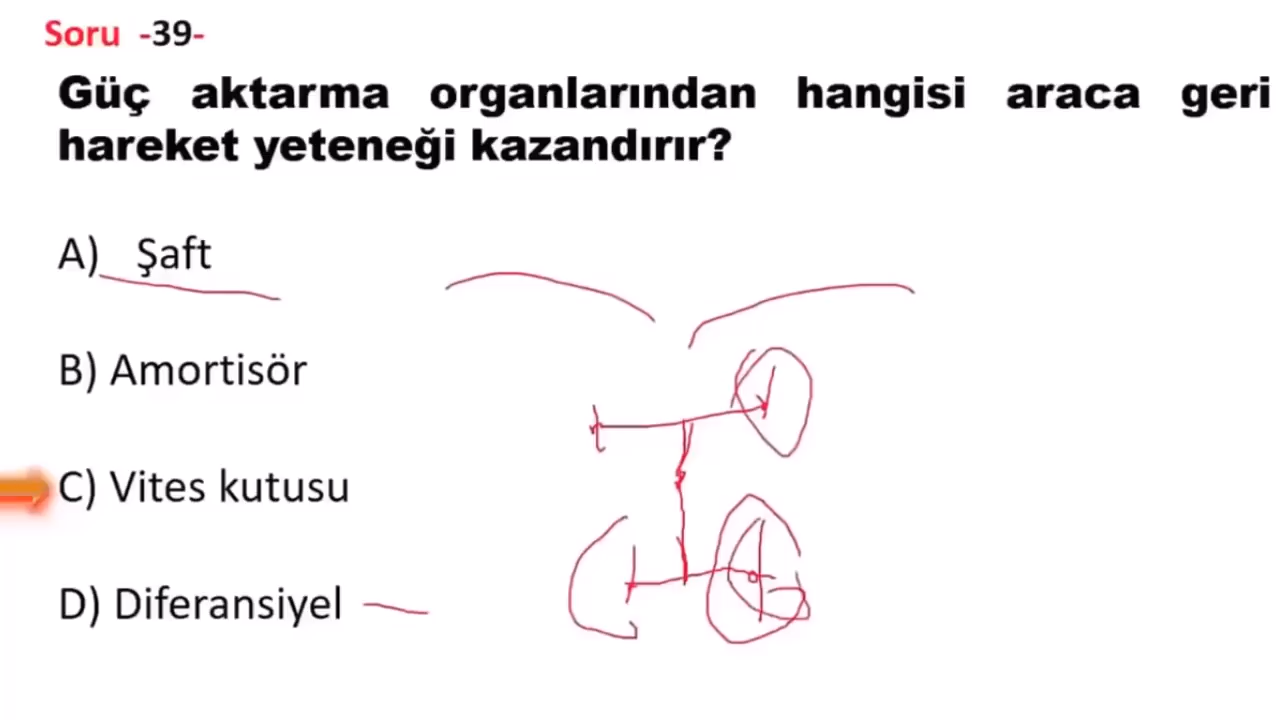 Soru -39-
Güç aktarma organlarından hangisi araca geri
hareket yeteneği kazandırır?
A) Şaft
B) Amortisör
C) Vites kutusu
D) Diferansiyel